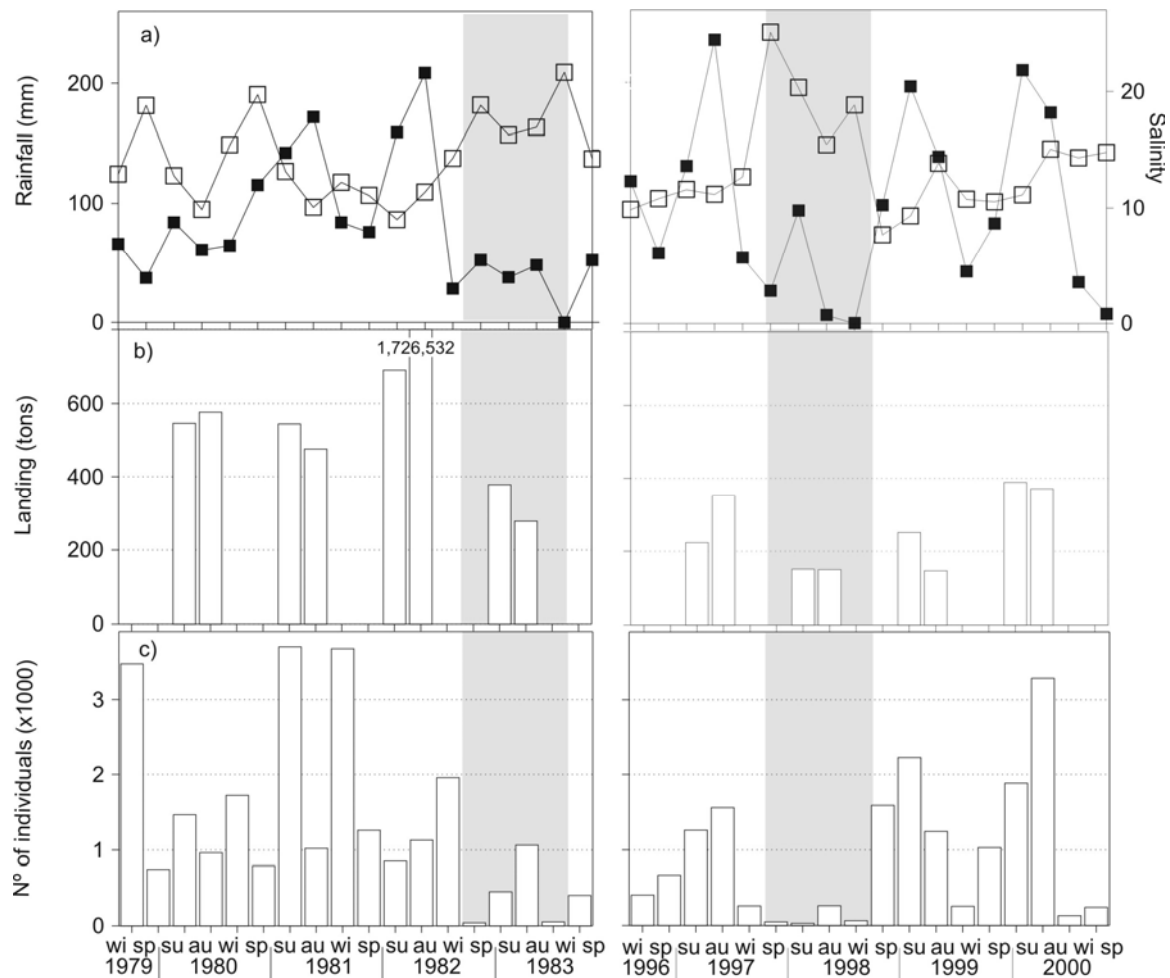 a)
Rainfall (mm)
200
100
0
20
10
0
Salinity
b)
1,726,532
Landing (tons)
600
400
200
0
c)
Nº of individuals (x1000)
3
2
1
0
wi sp su au wi sp su au wi sp su au wi sp su au wi sp
1979 1980 1981 1982 1983
wi sp su au wi sp su au wi sp su au wi sp su au wi sp
1996 1997 1998 1999 2000